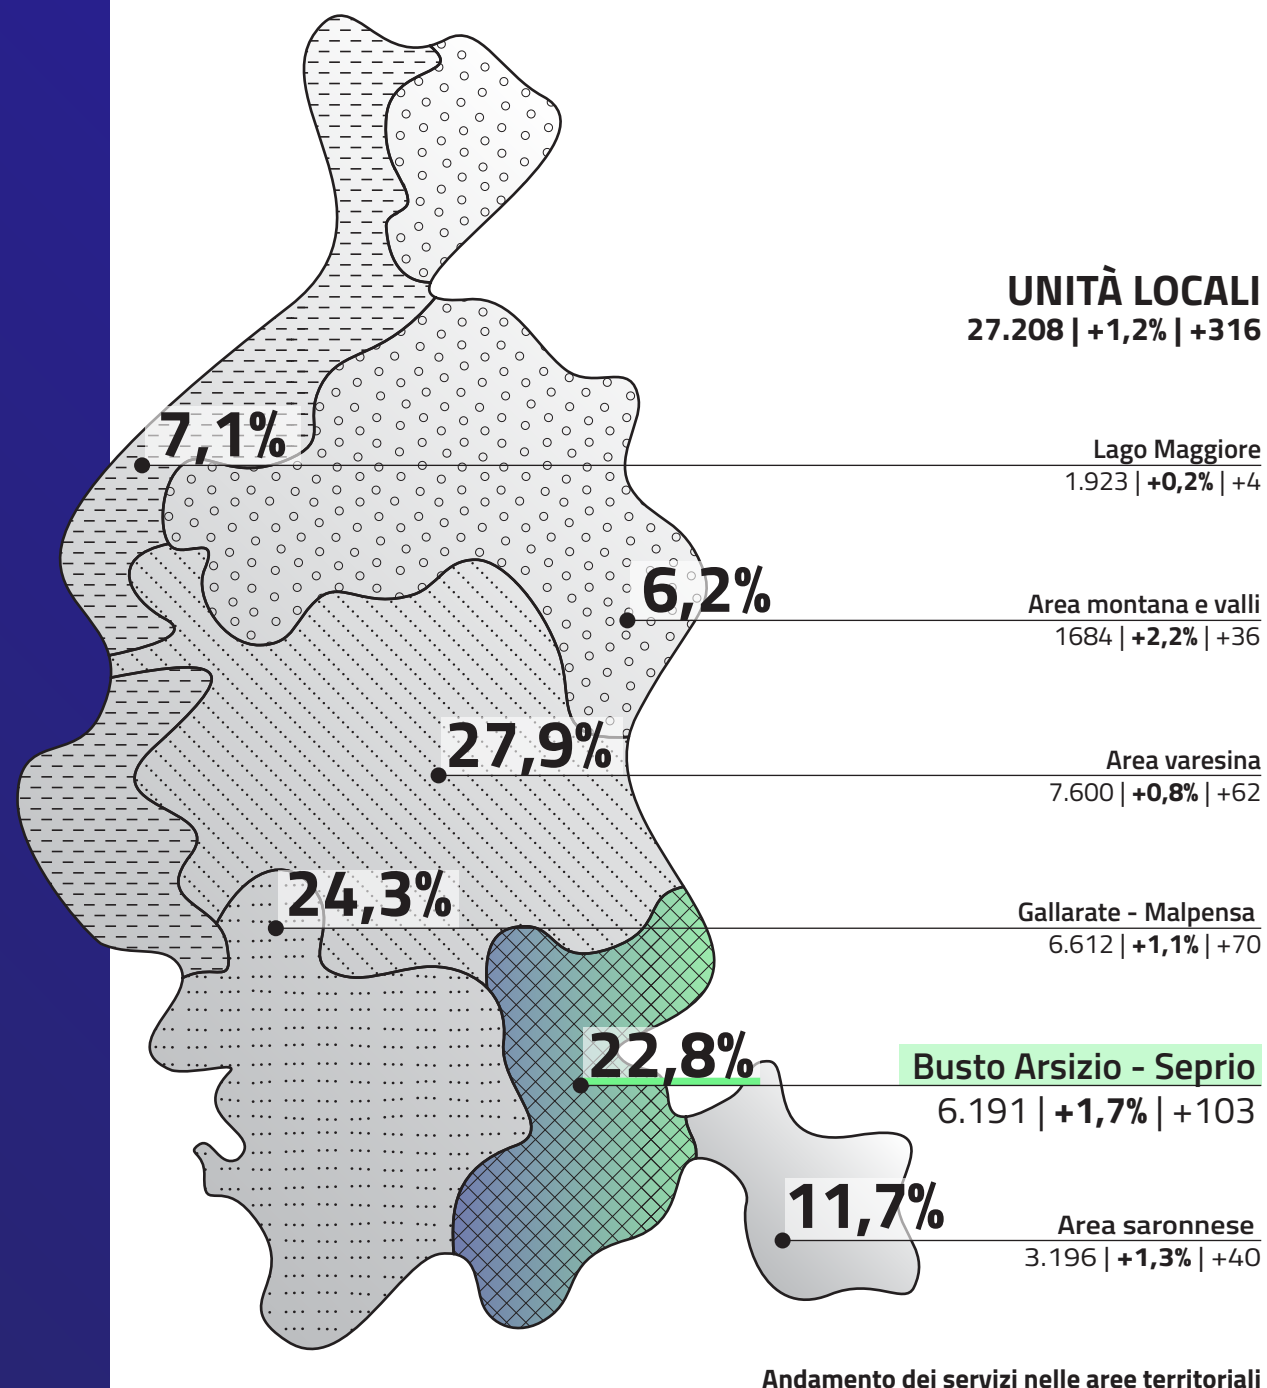 UNITÀ LOCALI
27.208 | +1,2% | +316
7,1%
Lago Maggiore
1.923 | +0,2% | +4
6,2%
Area montana e valli
1684 | +2,2% | +36
27,9%
Area varesina
7.600 | +0,8% | +62
24,3%
Gallarate - Malpensa
6.612 | +1,1% | +70
22,8%
Busto Arsizio - Seprio
6.191 | +1,7% | +103
11,7%
Area saronnese
3.196 | +1,3% | +40
Andamento dei servizi nelle aree territoriali